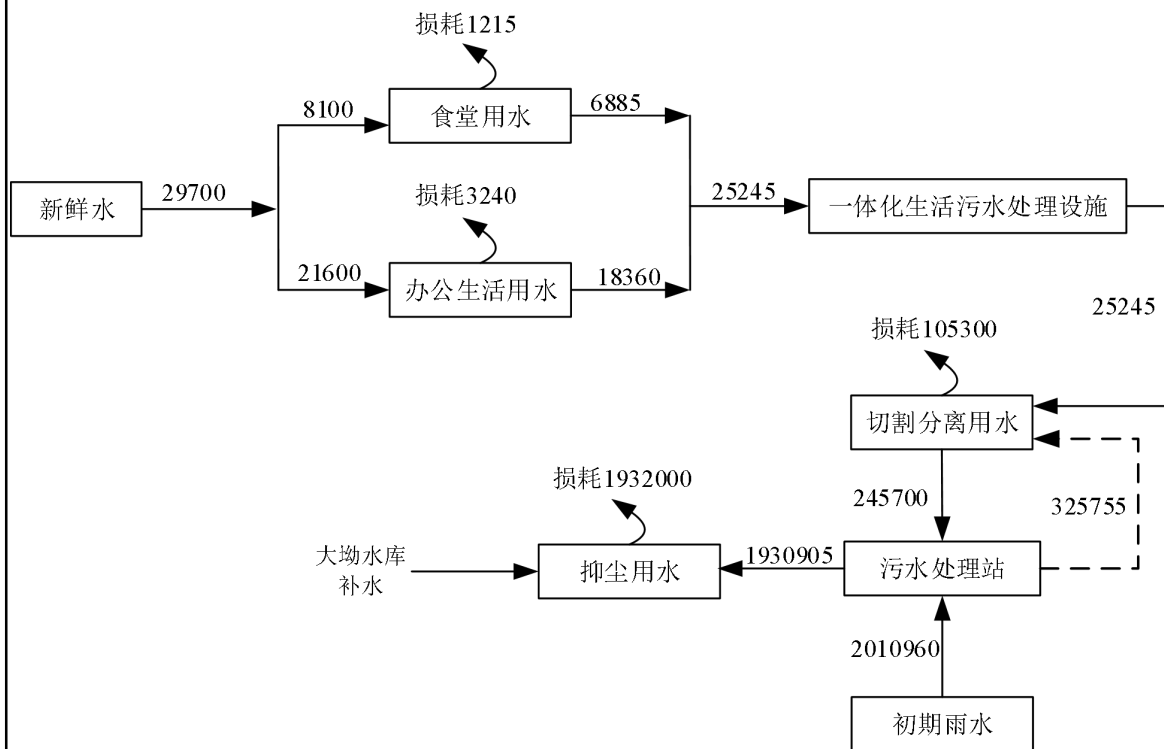 损耗1215
8100
食堂用水
6885
新鲜水
29700
损耗3240
25245
一体化生活污水处理设施
21600
办公生活用水
18360
25245
损耗105300
切割分离用水
损耗1932000
245700
325755
大坳水库
补水
抑尘用水
1930905
污水处理站
2010960
初期雨水